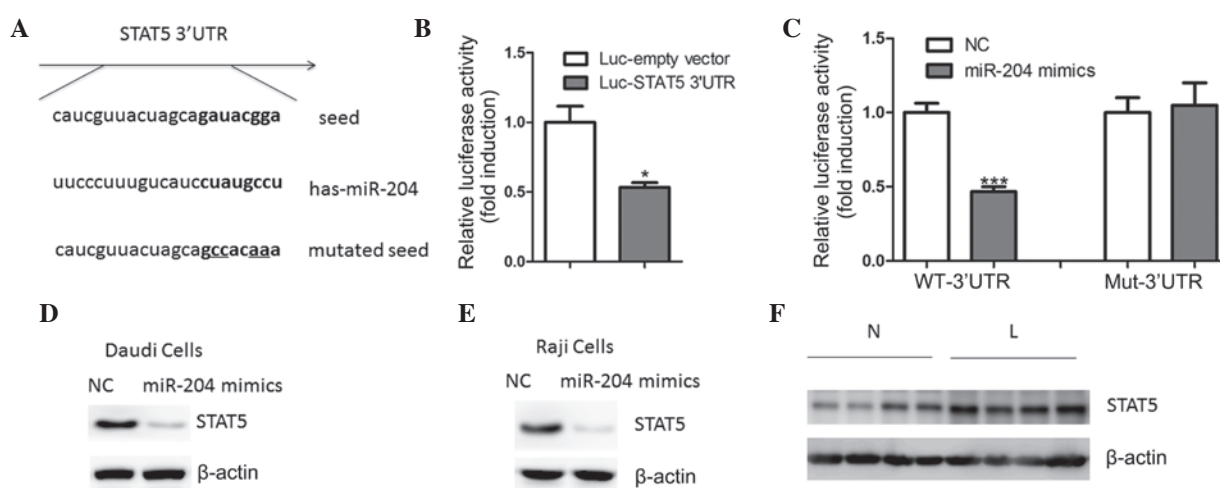 A
STAT5 3'UTR
caucguuacuagcagauacgga seed
uucccuuugucauccuaugccu has-miR-204
caucguuacuagcagccacaaa mutated seed
B
Relative luciferase activity
(fold induction)
1.5
1.0
0.5
0.0
Luc-empty vector
Luc-STAT5 3'UTR
*
C
Relative luciferase activity
(fold induction)
1.5
1.0
0.5
0.0
NC
miR-204 mimics
***
WT-3'UTR Mut-3'UTR
D
Daudi Cells
NC miR-204 mimics
STAT5
β-actin
E
Raji Cells
NC miR-204 mimics
STAT5
β-actin
F
N L
STAT5
β-actin